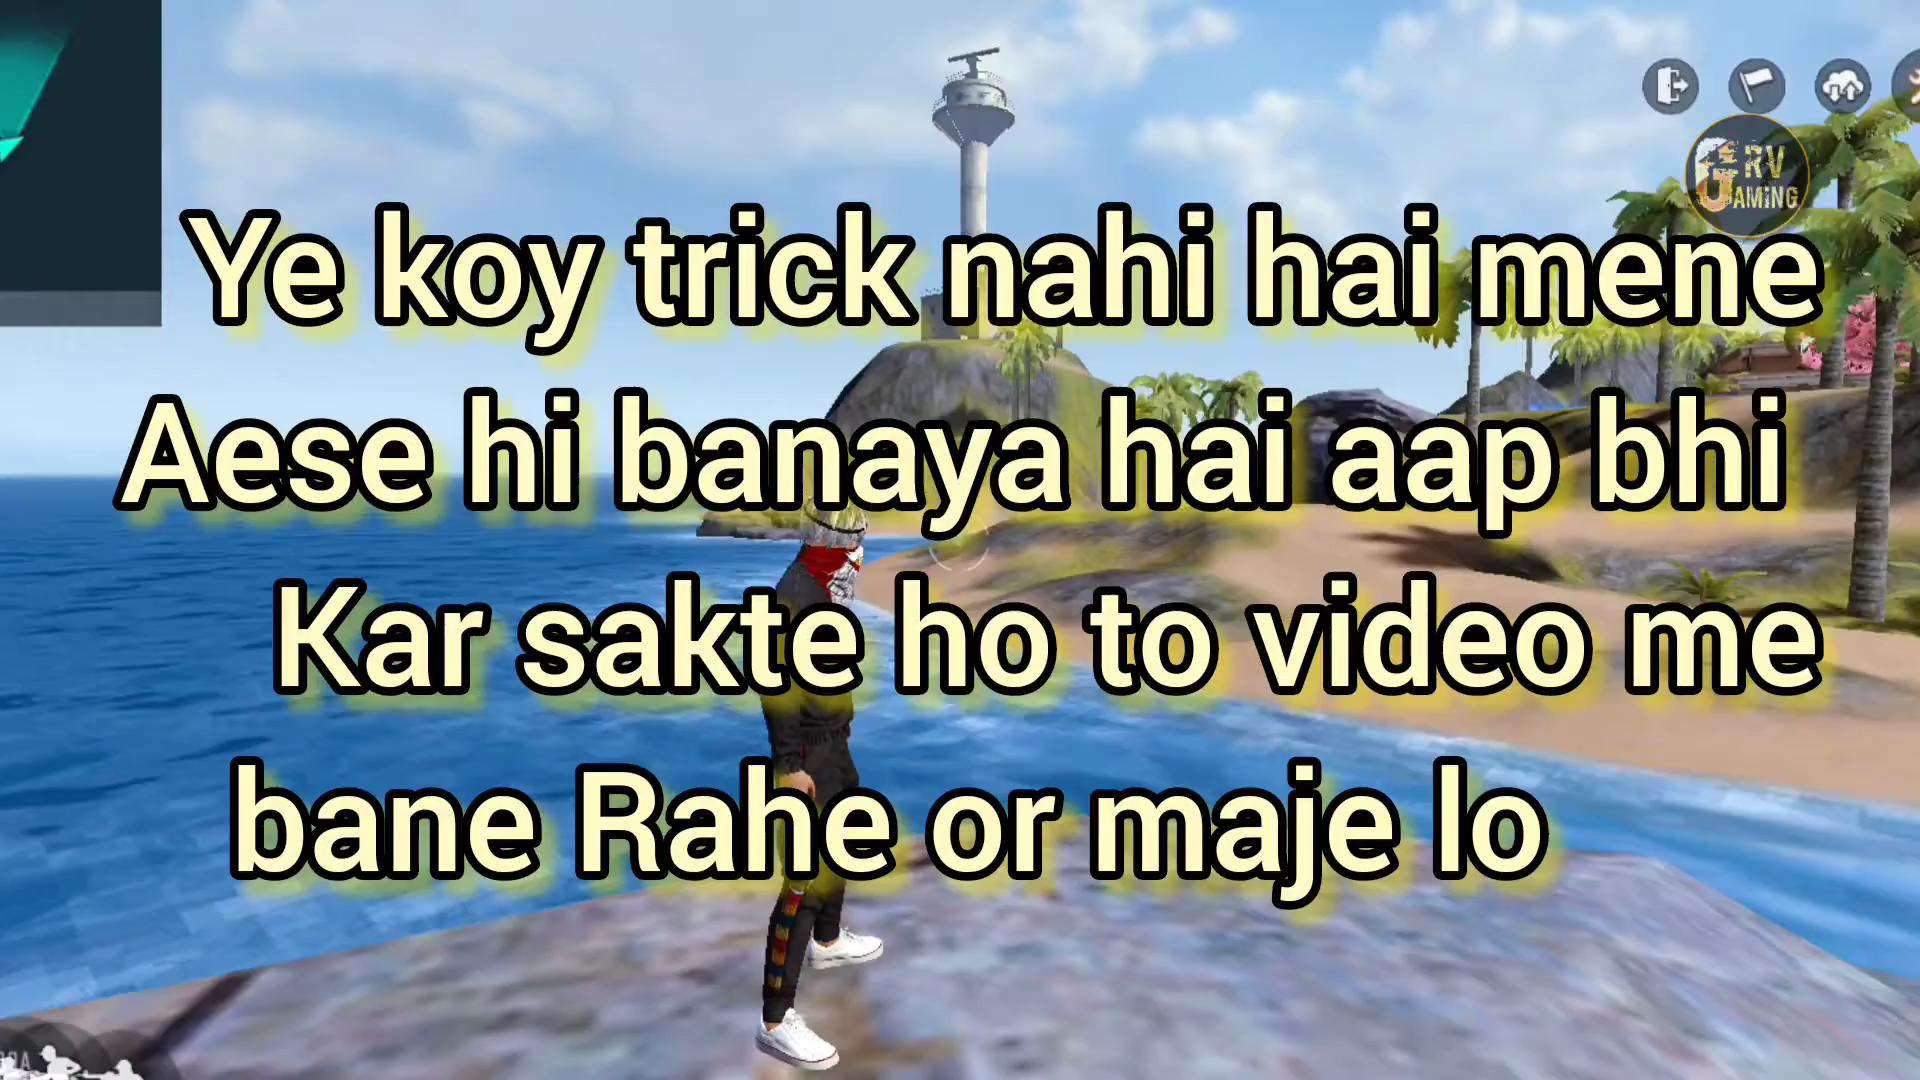 RV
GAMING
Ye koy trick nahi hai mene
Aese hi banaya hai aap bhi
Kar sakte ho to video me
bane Rahe or maje lo